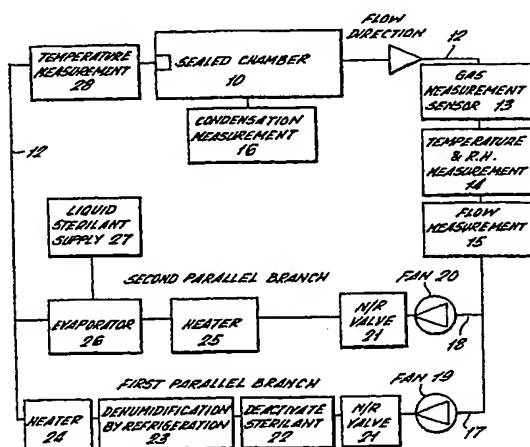 FLOW
DIRECTION
12
TEMPERATURE
MEASUREMENT
28
SEALED CHAMBER
10
GAS
MEASUREMENT
SENSOR 13
CONDENSATION
MEASUREMENT
16
12
TEMPERATURE
& R.H.
MEASUREMENT
14
FLOW
MEASUREMENT
15
LIQUID
STERILANT
SUPPLY 27
SECOND PARALLEL BRANCH
FAN 20
EVAPORATOR
26
HEATER
25
N/R
VALVE
21
18
FIRST PARALLEL BRANCH
FAN 19
HEATER
24
DEHUMIDIFICATION
BY REFRIGERATION
23
DEACTIVATE
STERILANT
22
N/R
VALVE
21
17